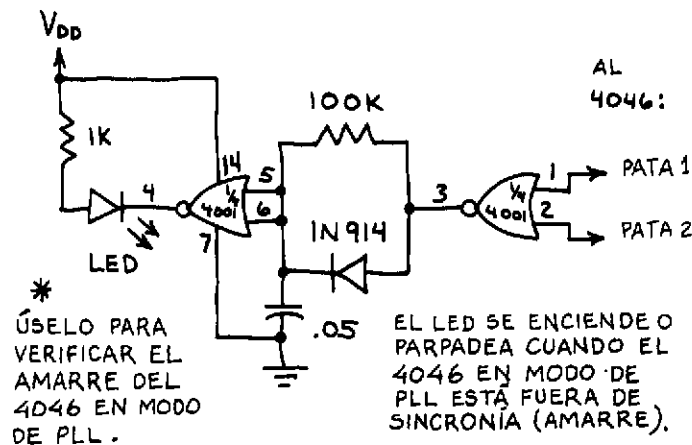 VDD
AL
4046:
100K
1K
14
5
6
4
1/4
4001
7
3
1/4
4001
1
2
PATA 1
PATA 2
1N914
LED
.05
*
ÚSELO PARA
VERIFICAR EL
AMARRE DEL
4046 EN MODO
DE PLL.
EL LED SE ENCIENDE O
PARPADEA CUANDO EL
4046 EN MODO DE
PLL ESTÁ FUERA DE
SINCRONÍA (AMARRE).